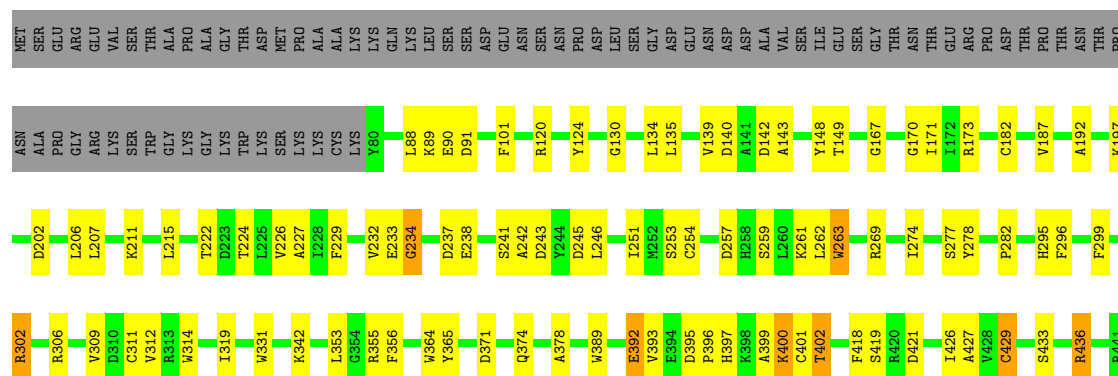 MET SER GLU ARG GLU VAL SER THR ALA PRO ALA GLY THR ASP MET PRO ALA ALA LYS LYS GLN LYS LEU SER SER ASP GLU ASN SER ASN PRO ASP LEU SER GLY ASP GLU ASN ASP ASP ALA VAL SER ILE GLU SER GLY THR ASN THR GLU ARG PRO ASP THR PRO THR ASN THR PRO
ASN ALA PRO GLY ARG LYS SER TRP GLY LYS GLY LYS TRP LYS SER LYS LYS CYS LYS Y80 L88 K89 E90 D91 F101 R120 Y124 G130 L134 L135 V139 D140 A141 D142 A143 Y148 T149 G167 G170 I171 I172 R173 C182 V187 A192 K197
D202 L206 L207 K211 L215 T222 D223 T224 L225 V226 A227 I228 F229 V232 E233 G234 D237 E238 S241 A242 D243 Y244 D245 L246 I251 M252 S253 C254 D257 H258 S259 L260 K261 L262 W263 R269 I274 S277 Y278 P282 H295 F296 F299
R302 R306 V309 D310 C311 V312 R313 W314 I319 W331 K342 L353 G354 R355 F356 W364 Y365 D371 Q374 A378 W389 E392 V393 E394 D395 P396 H397 K398 A399 K400 C401 T402 F418 S419 R420 D421 I426 A427 V428 C429 S433 R436